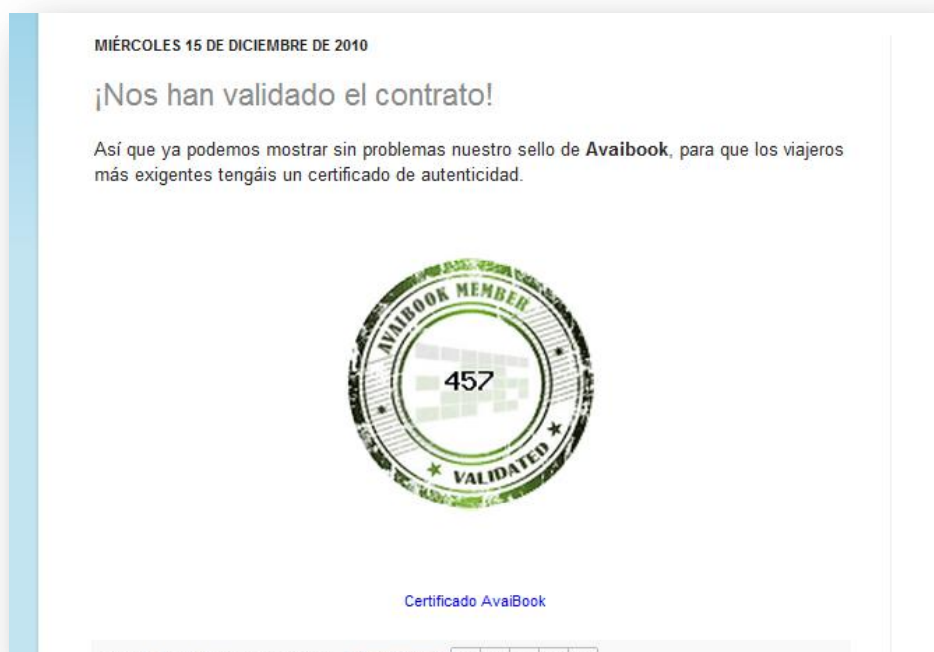 MIÉRCOLES 15 DE DICIEMBRE DE 2010
¡Nos han validado el contrato!
Así que ya podemos mostrar sin problemas nuestro sello de Avaibook, para que los viajeros
más exigentes tengáis un certificado de autenticidad.
AVAIBOOK MEMBER
457
VALIDATED
Certificado AvaiBook